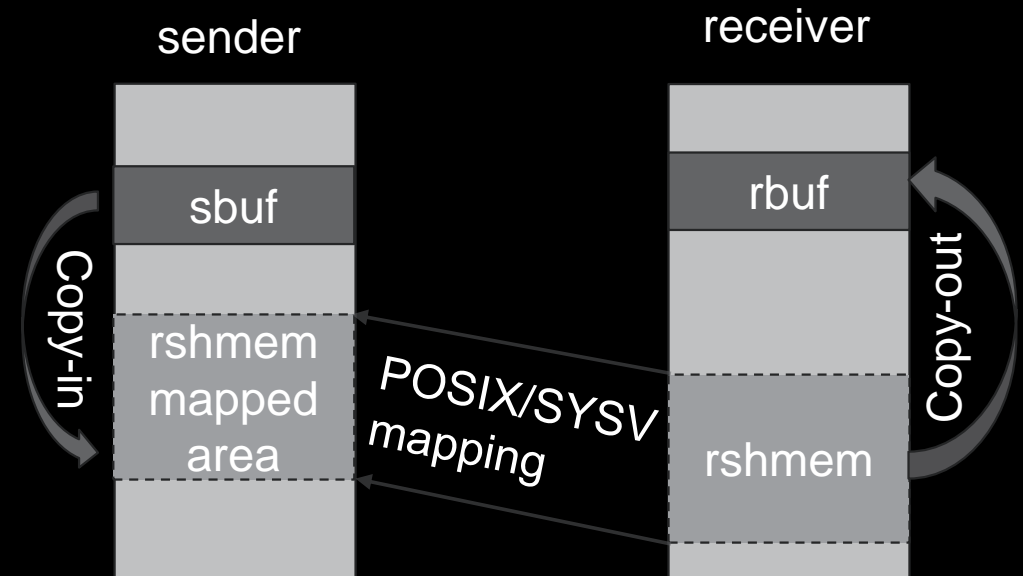 sender
receiver
sbuf
rbuf
Copy-in
Copy-out
rshmem
mapped
area
POSIX/SYSV
mapping
rshmem